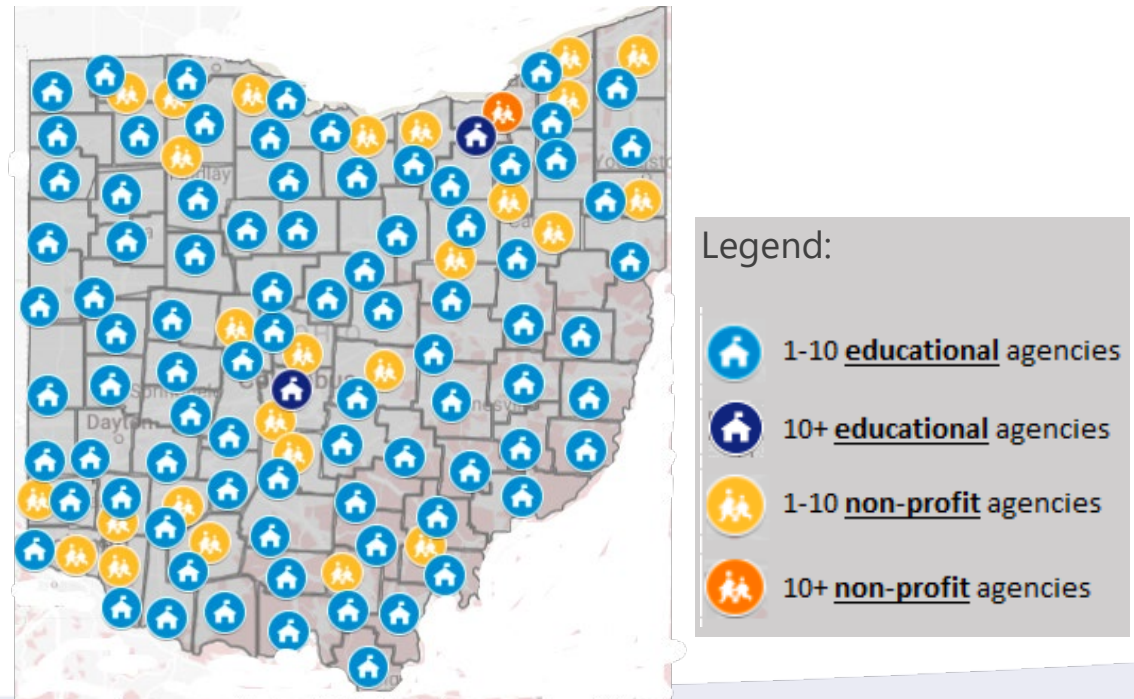 Legend:
1-10 educational agencies
10+ educational agencies
1-10 non-profit agencies
10+ non-profit agencies
Dayton